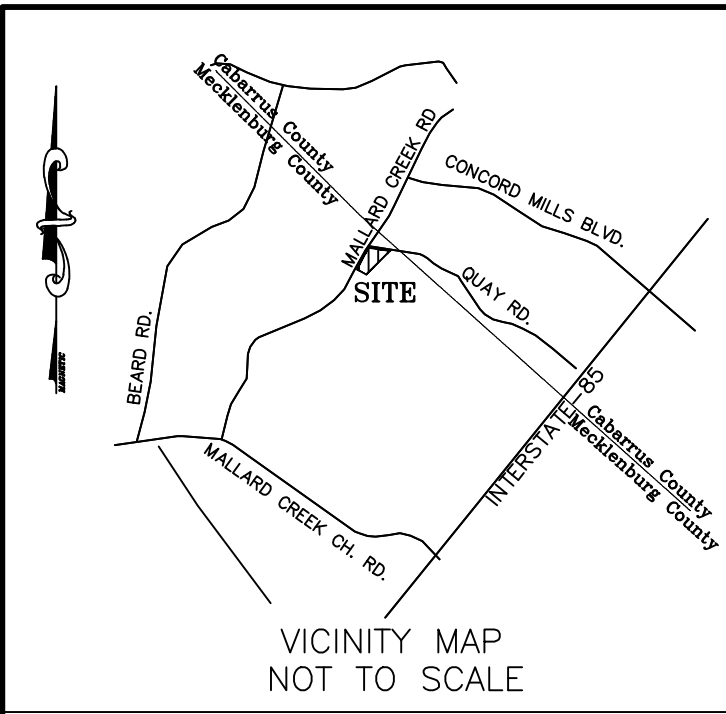 Cabarrus County
Mecklenburg County
MALLARD CREEK RD
CONCORD MILLS BLVD.
QUAY RD.
SITE
BEARD RD.
MAGNETIC
INTERSTATE-85
Cabarrus County
Mecklenburg County
MALLARD CREEK CH. RD.
VICINITY MAP
NOT TO SCALE